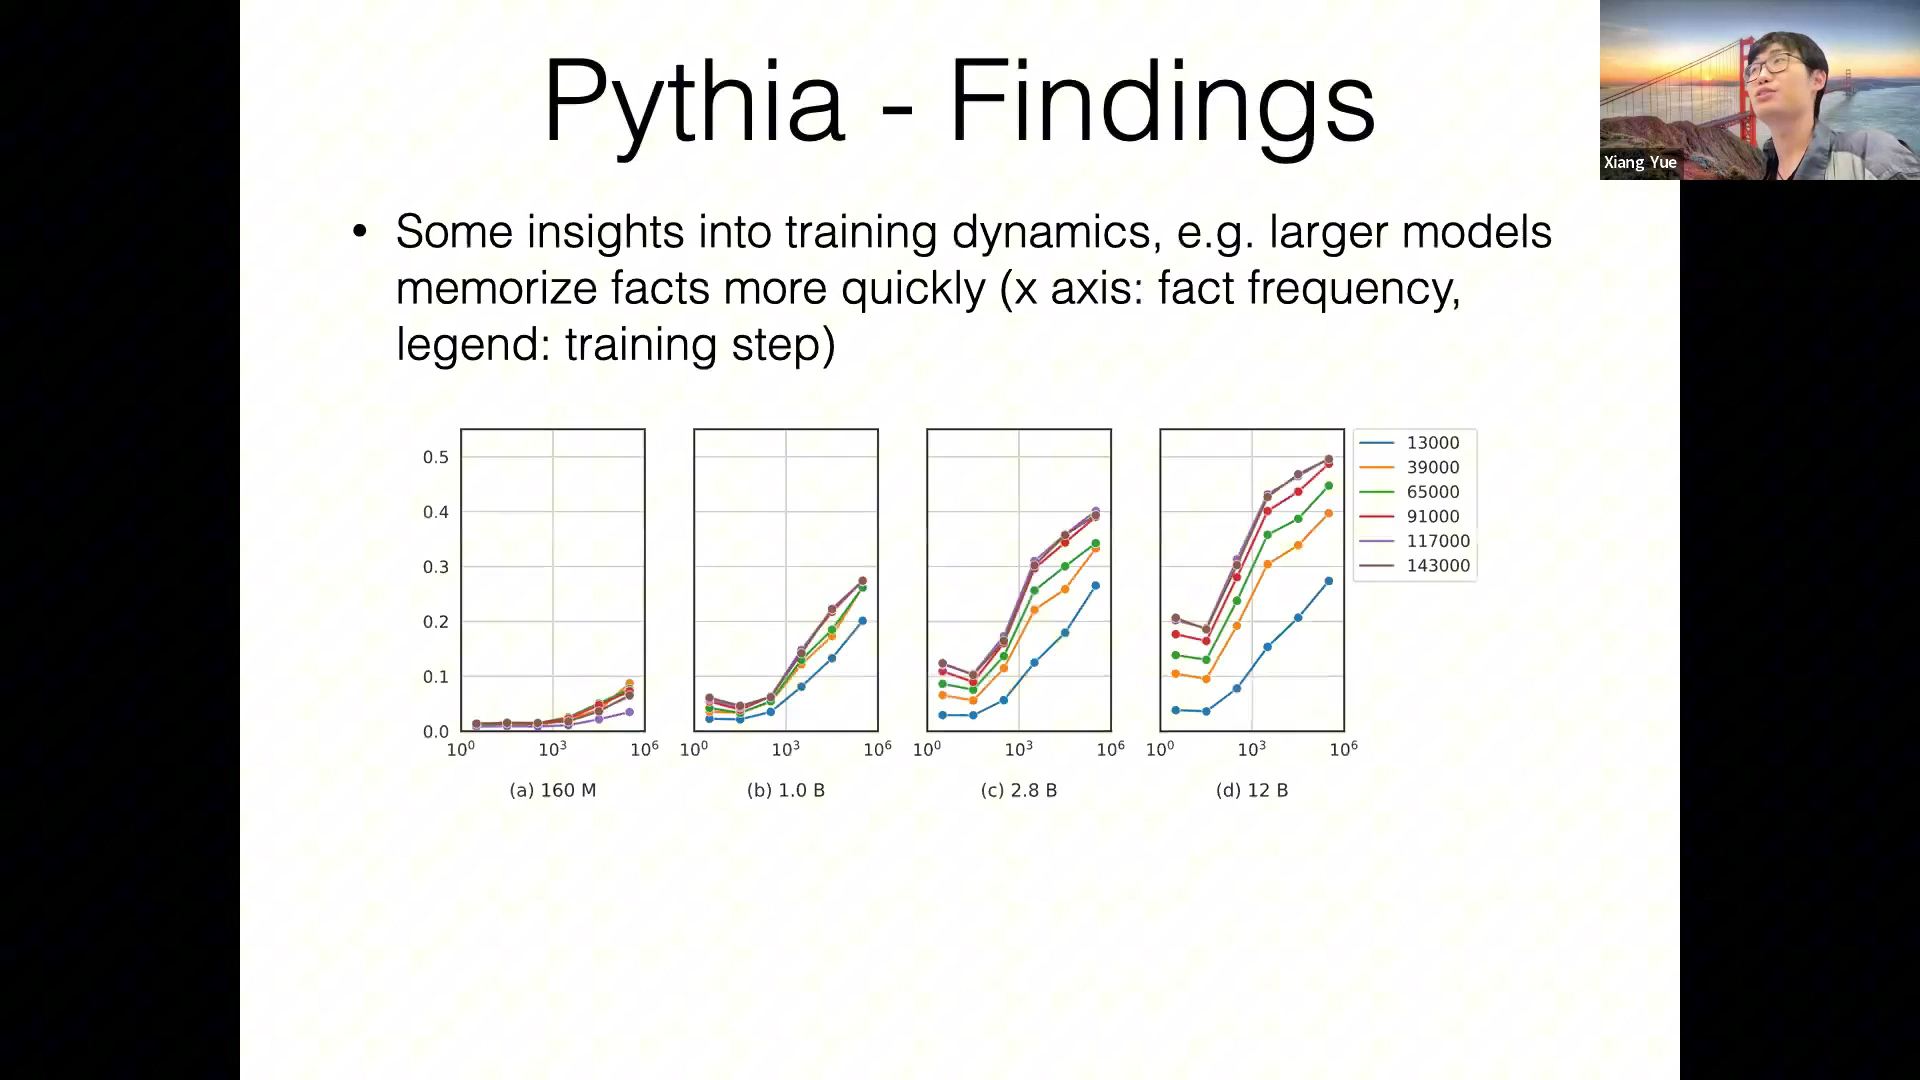 Pythia - Findings
Xiang Yue
• Some insights into training dynamics, e.g. larger models
memorize facts more quickly (x axis: fact frequency,
legend: training step)
0.5
0.4
0.3
0.2
0.1
0.0
10⁰ 10³ 10⁶ 10⁰ 10³ 10⁶ 10⁰ 10³ 10⁶ 10⁰ 10³ 10⁶
(a) 160 M (b) 1.0 B (c) 2.8 B (d) 12 B
13000
39000
65000
91000
117000
143000